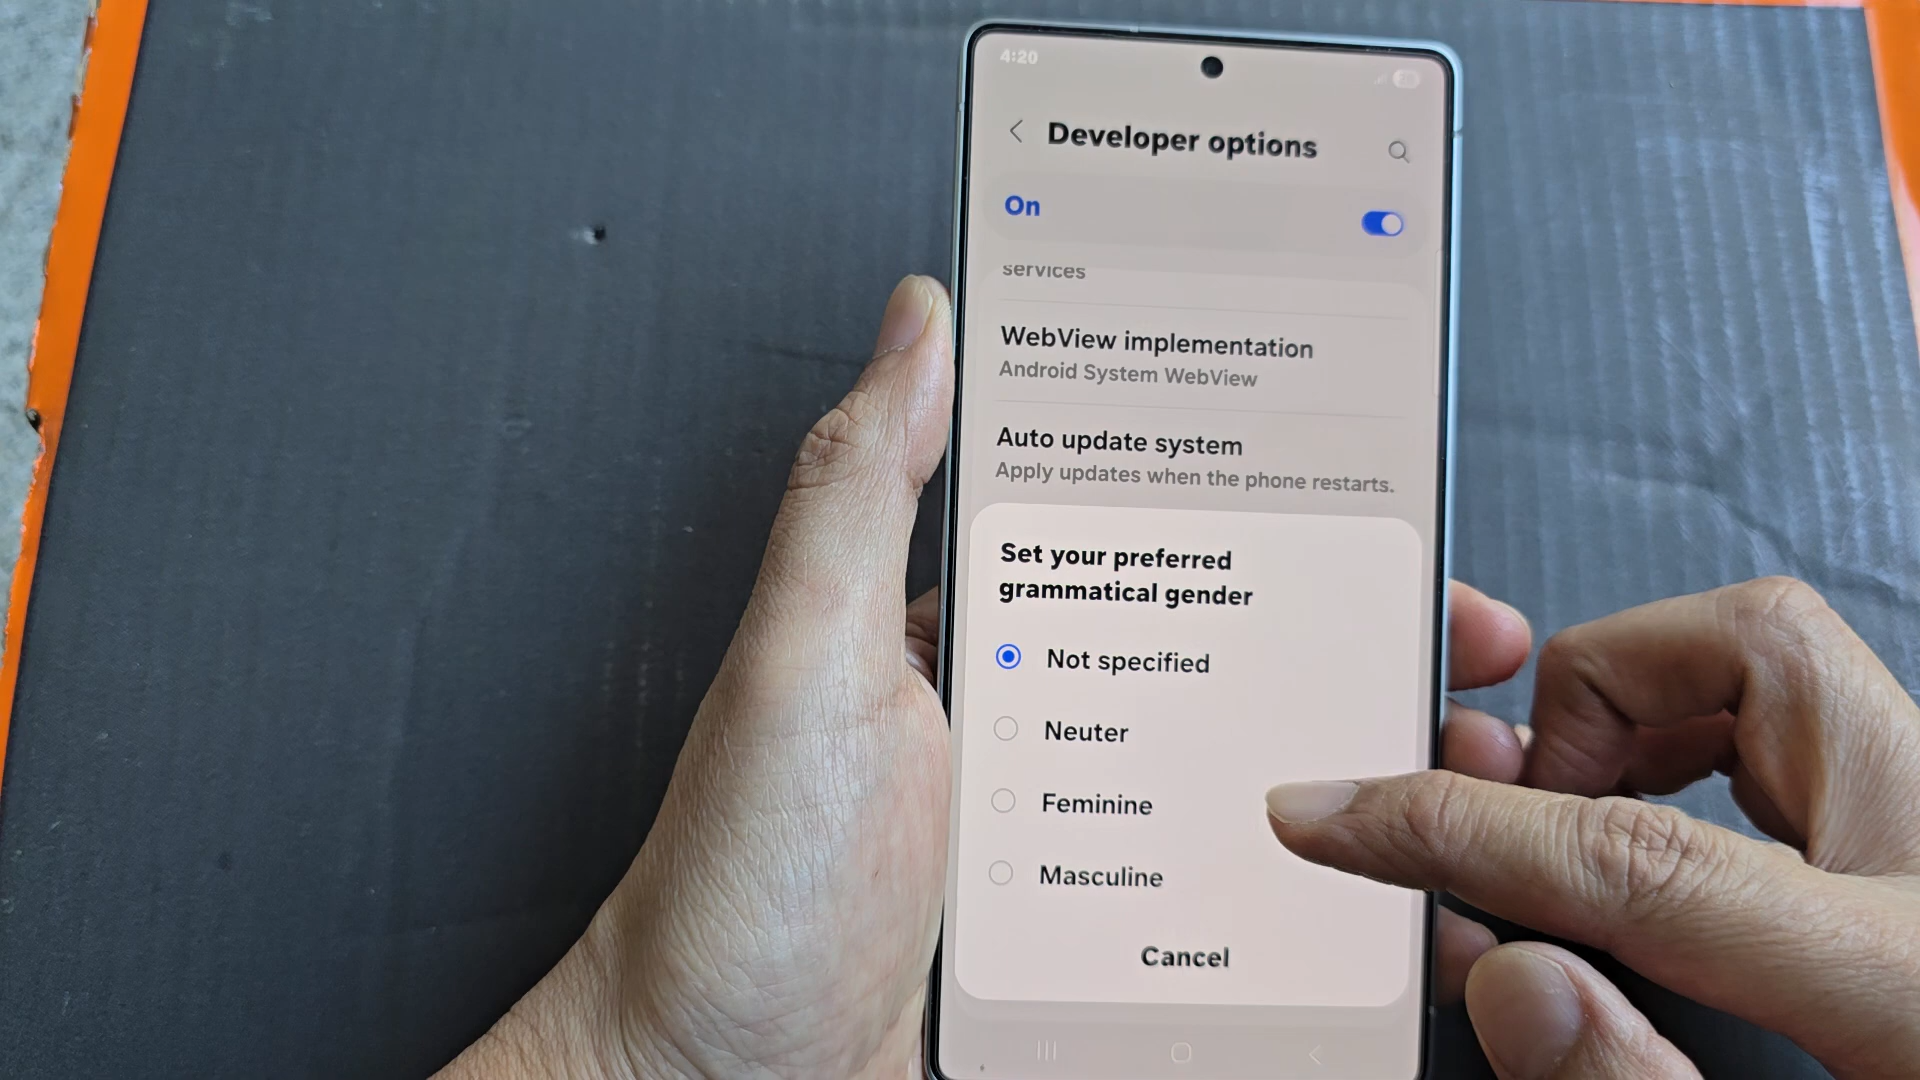 4:20
Developer options
On
services
WebView implementation
Android System WebView
Auto update system
Apply updates when the phone restarts.
Set your preferred
grammatical gender
Not specified
Neuter
Feminine
Masculine
Cancel